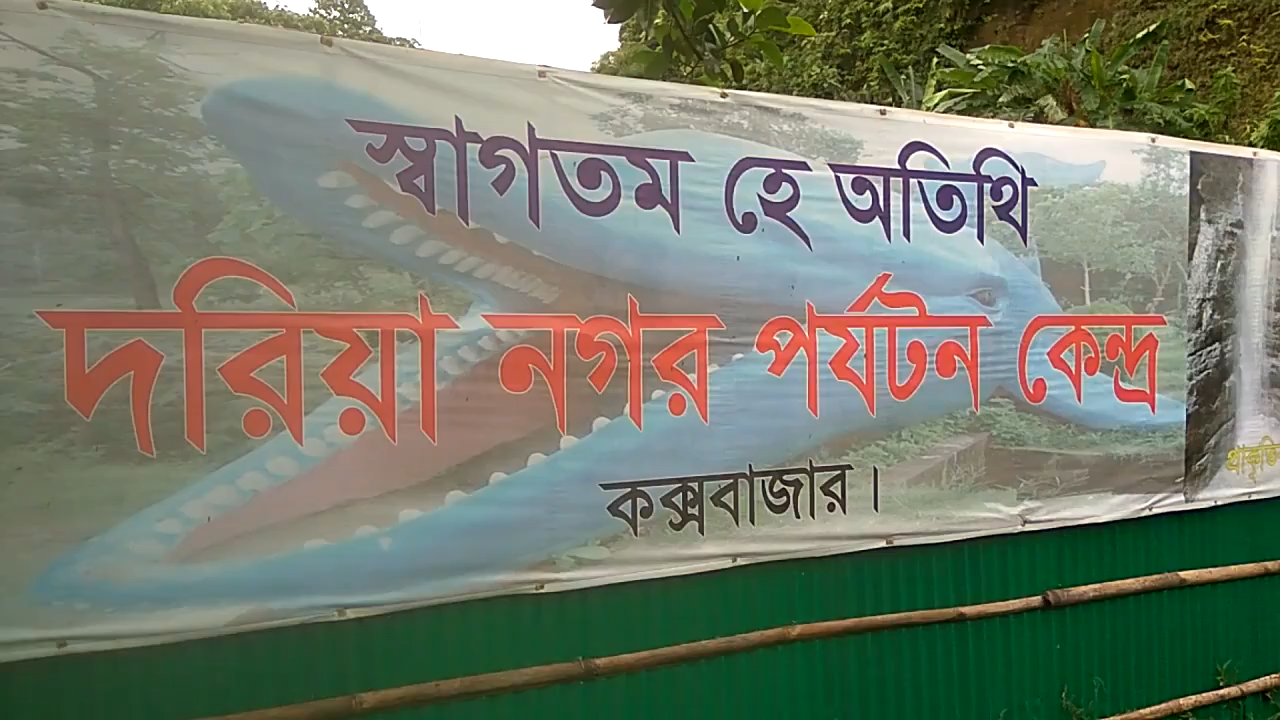 স্বাগতম হে অতিথি
দরিয়া নগর পর্যটন কেন্দ্র
কক্সবাজার।